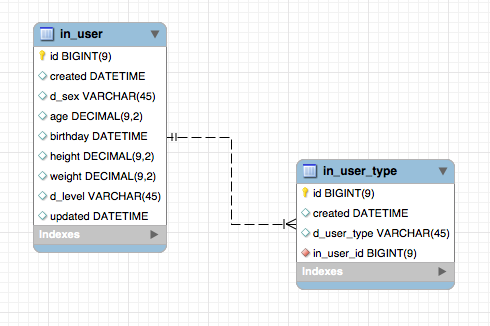 in_user
id BIGINT(9)
created DATETIME
d_sex VARCHAR(45)
age DECIMAL(9,2)
birthday DATETIME
height DECIMAL(9,2)
weight DECIMAL(9,2)
d_level VARCHAR(45)
updated DATETIME
Indexes
in_user_type
id BIGINT(9)
created DATETIME
d_user_type VARCHAR(45)
in_user_id BIGINT(9)
Indexes